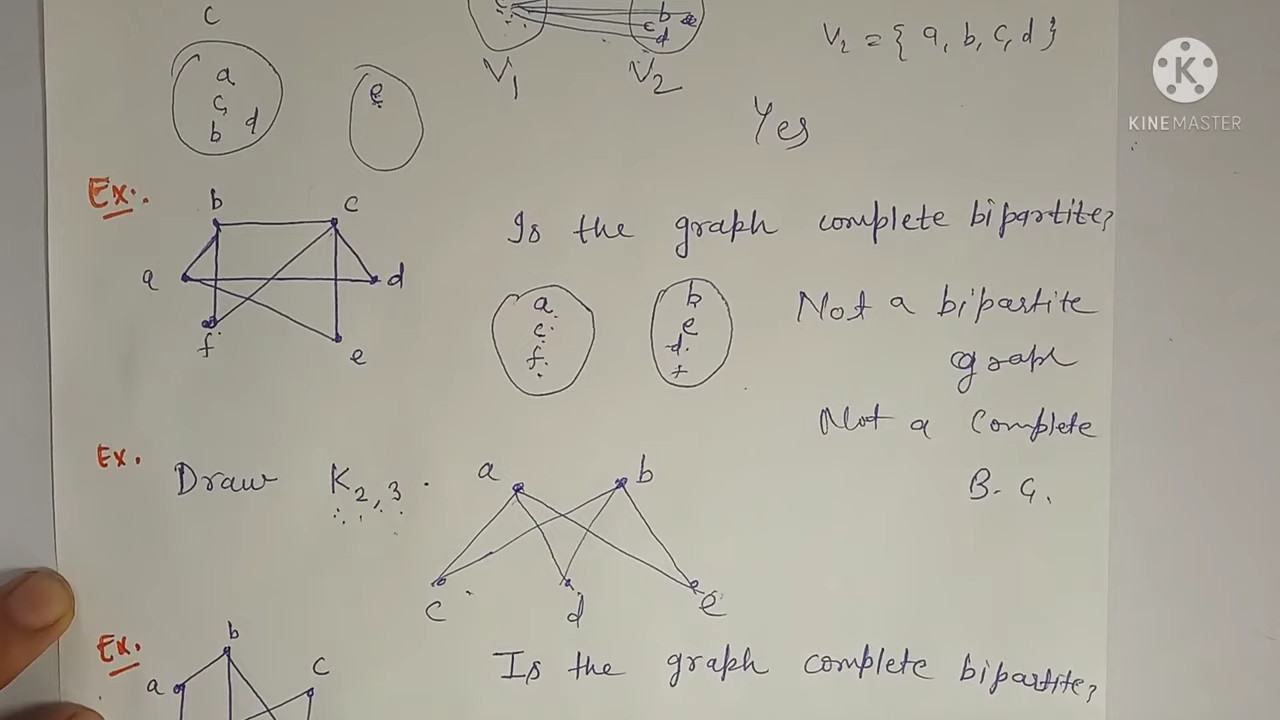 c
a
c
b d
e
c
b
c
e
d
V1
V2
V2 = { a, b, c, d }
Yes
KINEMASTER
Ex:.
b
c
a
d
f
e
Is the graph complete bipartite?
a
c
f
b
e
d
f
Not a bipartite
graph
Not a Complete
B. G.
Ex.
Draw K2,3.
a
b
c
d
e
Ex.
b
a
c
Is the graph complete bipartite?